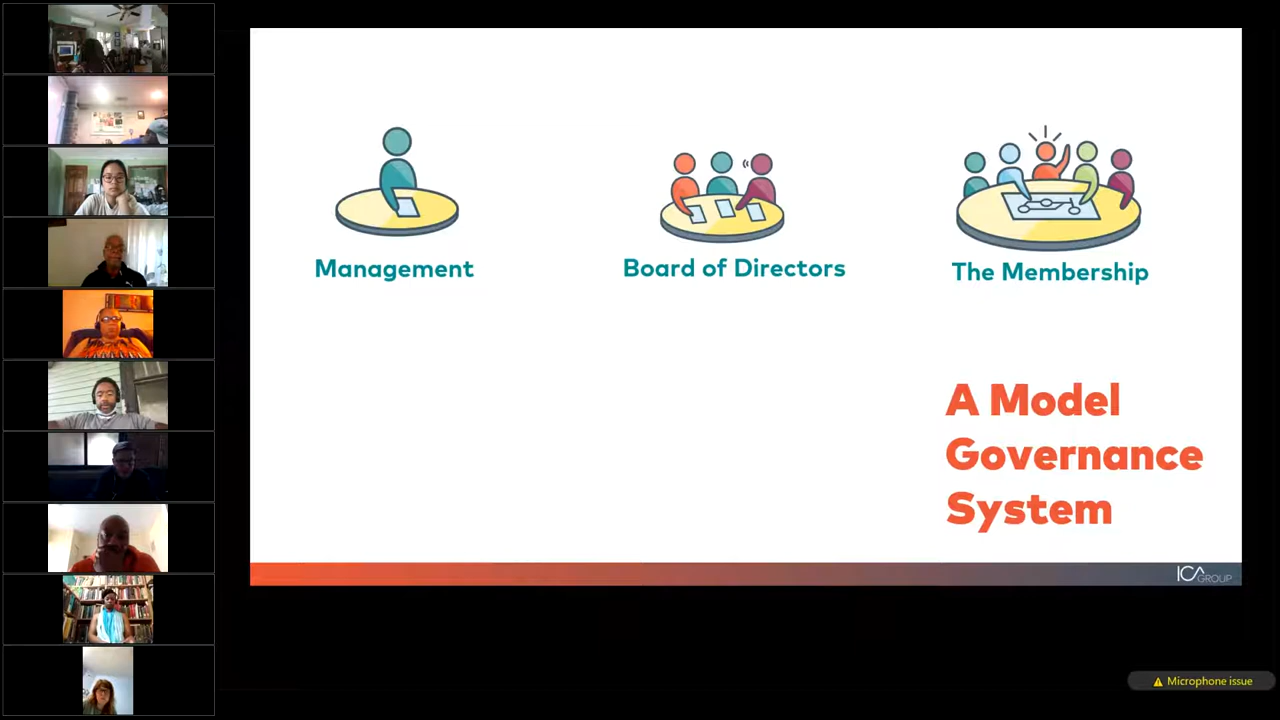 Management
Board of Directors
The Membership
A Model
Governance
System
ICA GROUP
Microphone issue